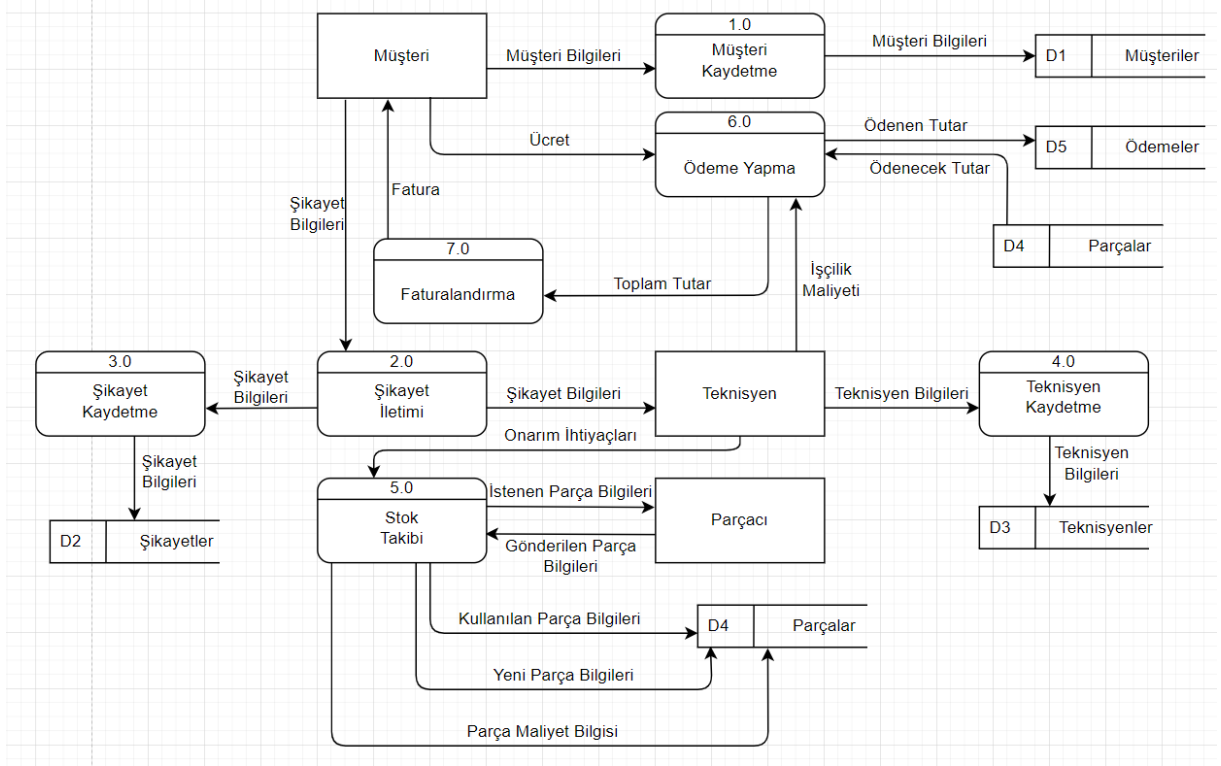 1.0
Müşteri
Müşteri Bilgileri
Müşteri
Kaydetme
Müşteri Bilgileri
D1
Müşteriler
6.0
Ücret
Ödeme Yapma
Ödenen Tutar
D5
Ödemeler
Ödenecek Tutar
Fatura
Şikayet
Bilgileri
D4
Parçalar
7.0
Faturalandırma
Toplam Tutar
İşçilik
Maliyeti
3.0
Şikayet
Kaydetme
Şikayet
Bilgileri
2.0
Şikayet
İletimi
Şikayet Bilgileri
Teknisyen
Teknisyen Bilgileri
4.0
Teknisyen
Kaydetme
Onarım İhtiyaçları
Şikayet
Bilgileri
Teknisyen
Bilgileri
5.0
Stok
Takibi
İstenen Parça Bilgileri
Parçacı
Gönderilen Parça
Bilgileri
D2
Şikayetler
D3
Teknisyenler
Kullanılan Parça Bilgileri
D4
Parçalar
Yeni Parça Bilgileri
Parça Maliyet Bilgisi